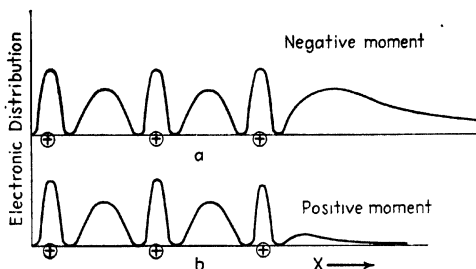 Electronic Distribution
Negative moment
⊕ ⊕ ⊕
a
Positive moment
⊕ ⊕ ⊕
b
X